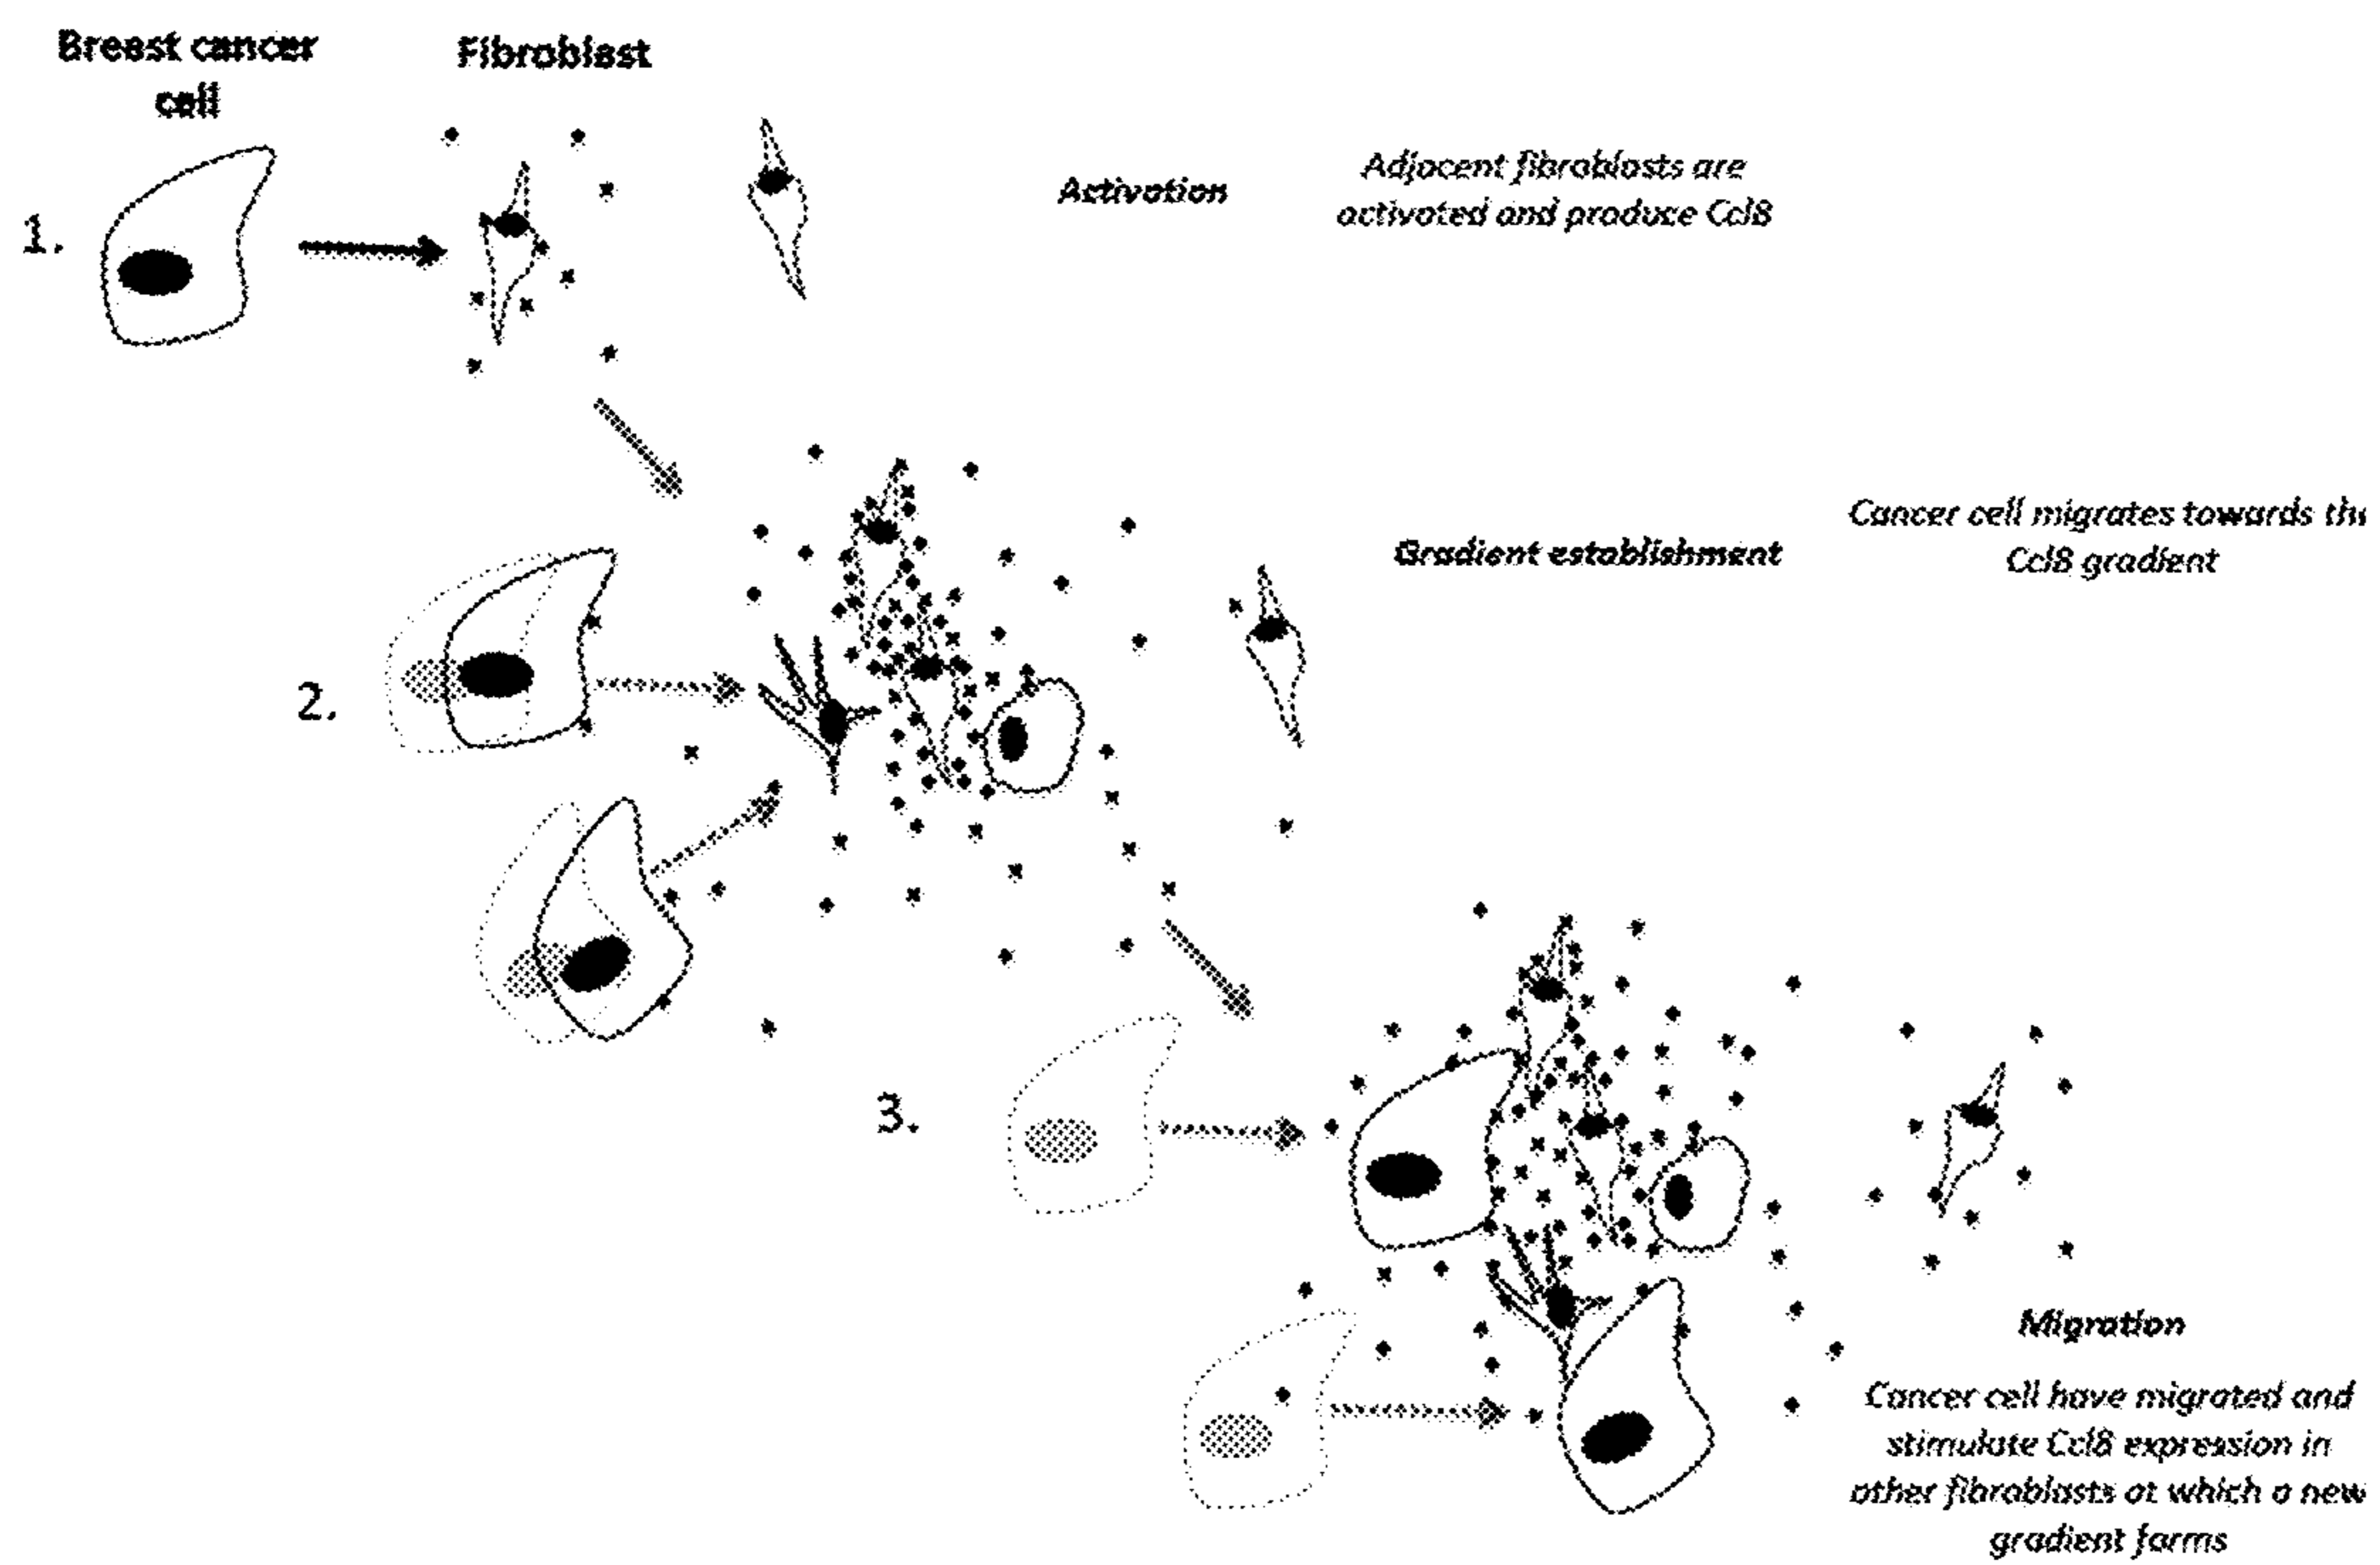 Breast cancer
cell
Fibroblast
1.
Activation
Adjacent fibroblasts are
activated and produce Ccl8
2.
Gradient establishment
Cancer cell migrates towards the
Ccl8 gradient
3.
Migration
Cancer cell have migrated and
stimulate Ccl8 expression in
other fibroblasts at which a new
gradient forms